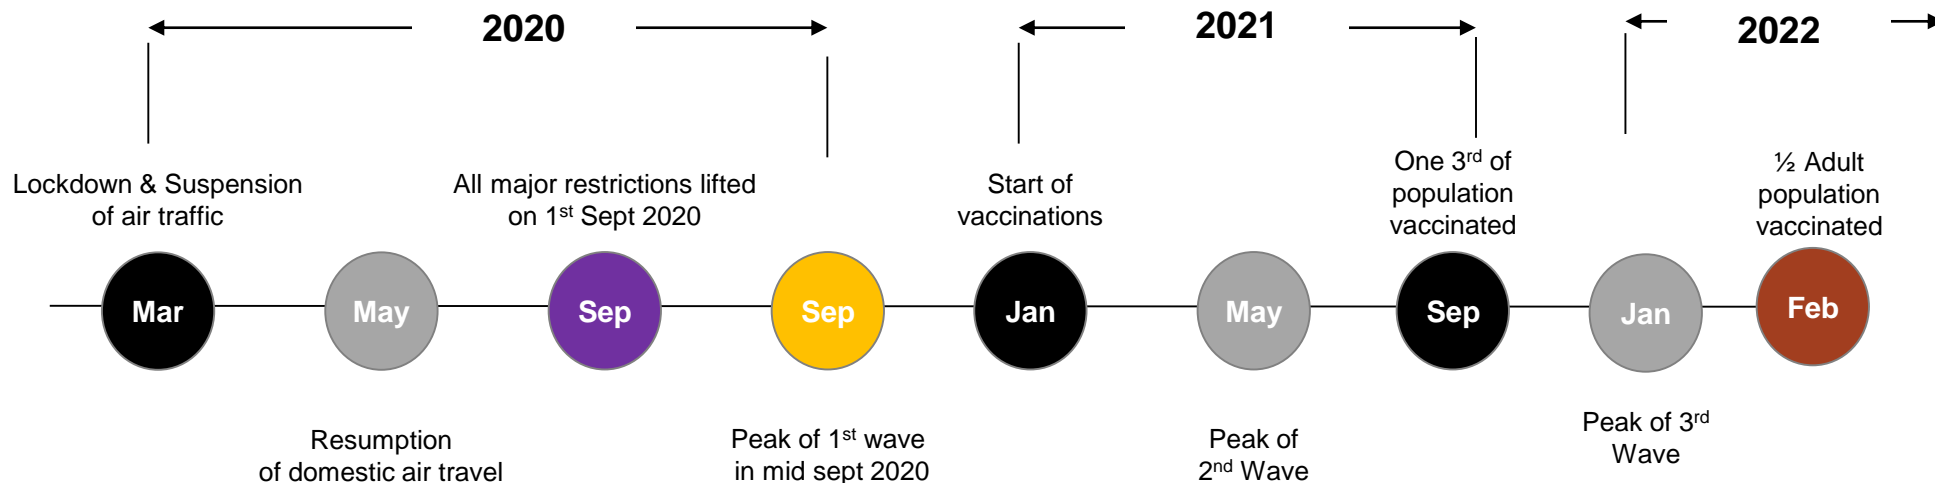 2020
2021
2022
Lockdown & Suspension
of air traffic
All major restrictions lifted
on 1st Sept 2020
Start of
vaccinations
One 3rd of
population
vaccinated
½ Adult
population
vaccinated
Mar
May
Sep
Sep
Jan
May
Sep
Jan
Feb
Resumption
of domestic air travel
Peak of 1st wave
in mid sept 2020
Peak of
2nd Wave
Peak of 3rd
Wave